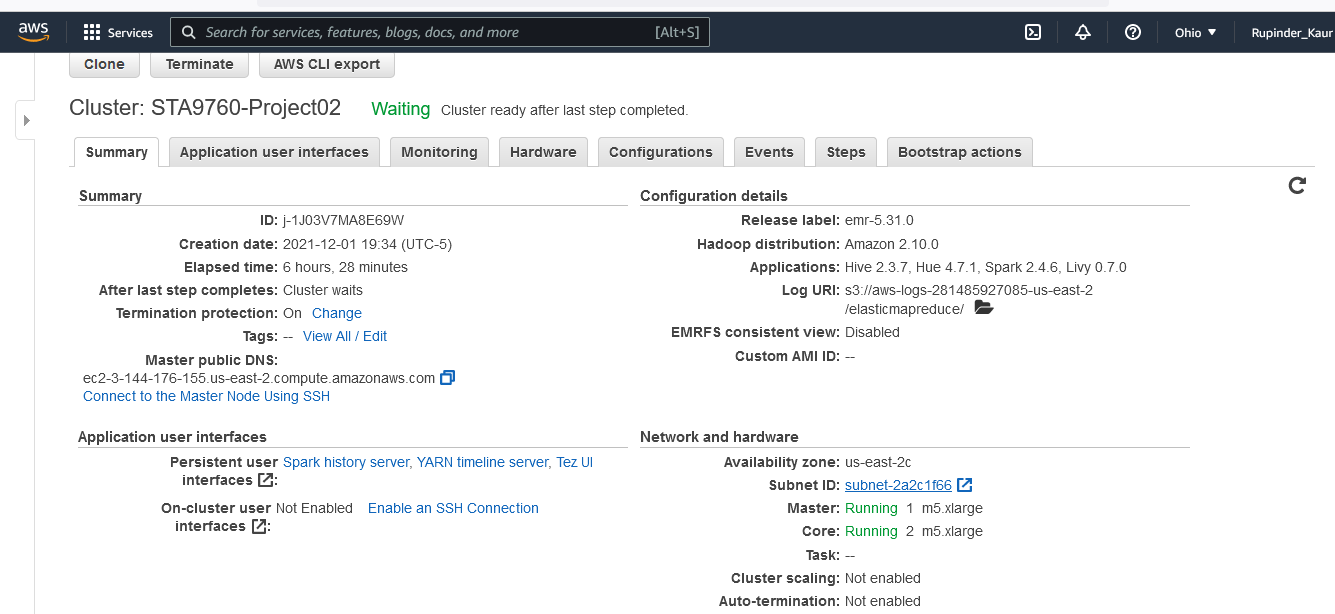 aws Services Search for services, features, blogs, docs, and more [Alt+S] Ohio ▼ Rupinder_Kaur
Clone Terminate AWS CLI export
Cluster: STA9760-Project02 Waiting Cluster ready after last step completed.
Summary Application user interfaces Monitoring Hardware Configurations Events Steps Bootstrap actions
Summary
ID: j-1J03V7MA8E69W
Creation date: 2021-12-01 19:34 (UTC-5)
Elapsed time: 6 hours, 28 minutes
After last step completes: Cluster waits
Termination protection: On Change
Tags: -- View All / Edit
Master public DNS:
ec2-3-144-176-155.us-east-2.compute.amazonaws.com
Connect to the Master Node Using SSH
Configuration details
Release label: emr-5.31.0
Hadoop distribution: Amazon 2.10.0
Applications: Hive 2.3.7, Hue 4.7.1, Spark 2.4.6, Livy 0.7.0
Log URI: s3://aws-logs-281485927085-us-east-2
/elasticmapreduce/
EMRFS consistent view: Disabled
Custom AMI ID: --
Application user interfaces
Persistent user Spark history server, YARN timeline server, Tez UI
interfaces :
On-cluster user Not Enabled Enable an SSH Connection
interfaces :
Network and hardware
Availability zone: us-east-2c
Subnet ID: subnet-2a2c1f66
Master: Running 1 m5.xlarge
Core: Running 2 m5.xlarge
Task: --
Cluster scaling: Not enabled
Auto-termination: Not enabled